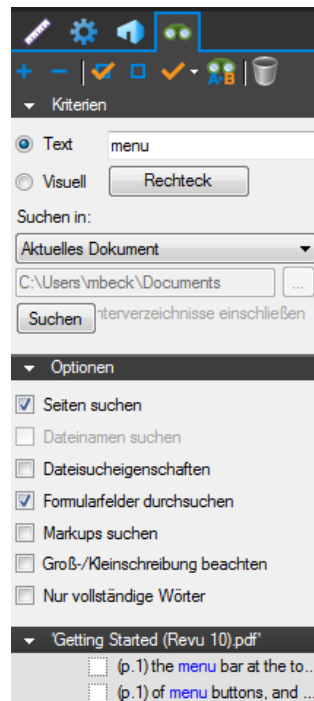 A-B
Kriterien
Text menu
Visuell Rechteck
Suchen in:
Aktuelles Dokument
C:\Users\mbeck\Documents ...
Suchen nterverzeichnisse einschließen
Optionen
Seiten suchen
Dateinamen suchen
Dateisucheigenschaften
Formularfelder durchsuchen
Markups suchen
Groß-/Kleinschreibung beachten
Nur vollständige Wörter
'Getting Started (Revu 10).pdf'
(p.1) the menu bar at the to...
(p.1) of menu buttons, and ...